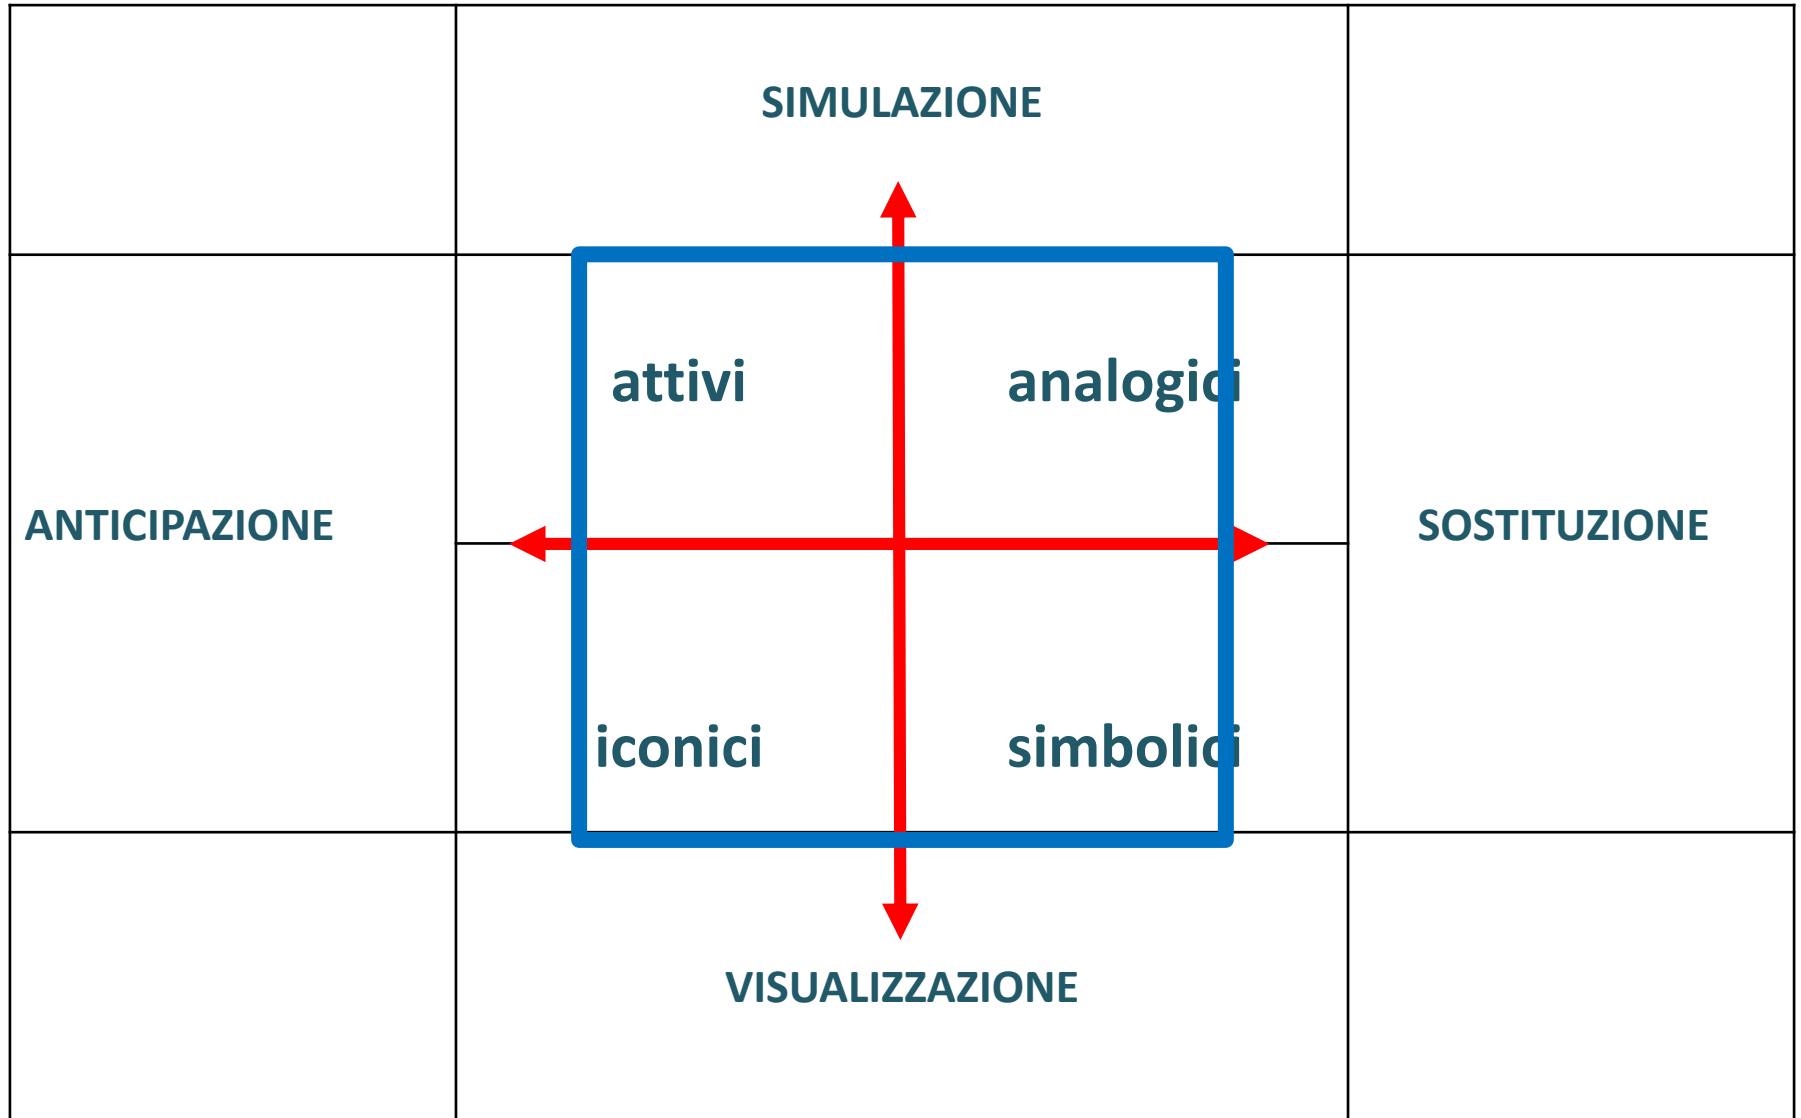 SIMULAZIONE
attivi
analogici
ANTICIPAZIONE
SOSTITUZIONE
iconici
simbolici
VISUALIZZAZIONE